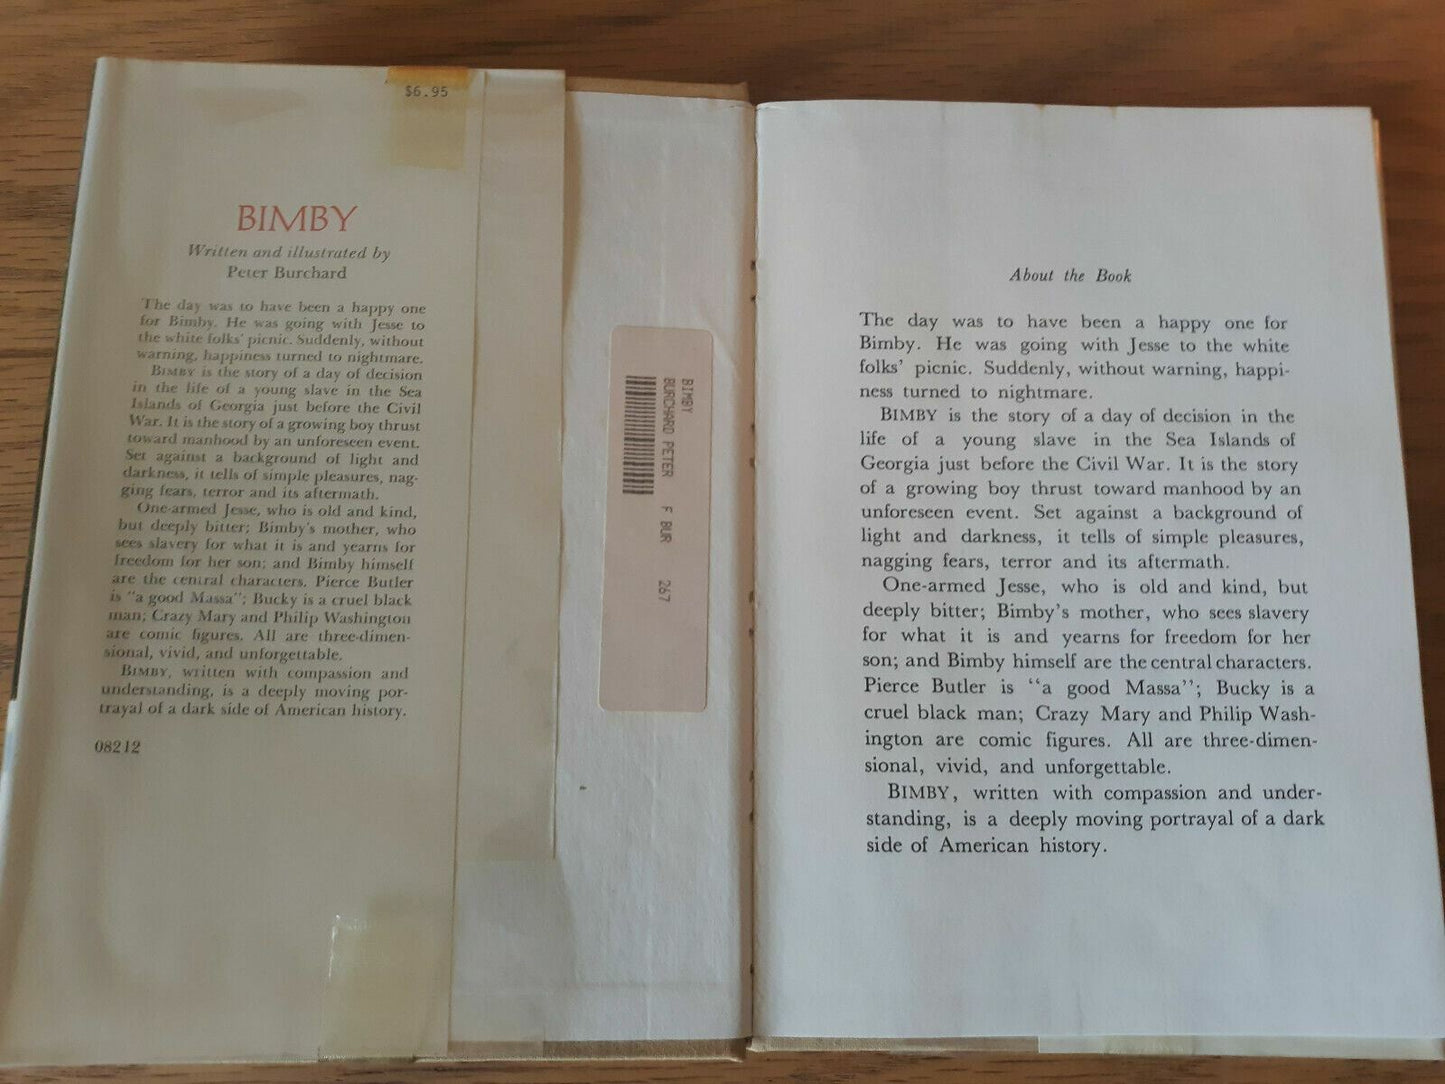 $6.95
BIMBY
Written and illustrated by
Peter Burchard
The day was to have been a happy one
for Bimby. He was going with Jesse to
the white folks' picnic. Suddenly, without
warning, happiness turned to nightmare.
BIMBY is the story of a day of decision
in the life of a young slave in the Sea
Islands of Georgia just before the Civil
War. It is the story of a growing boy thrust
toward manhood by an unforeseen event.
Set against a background of light and
darkness, it tells of simple pleasures, nag-
ging fears, terror and its aftermath.
One-armed Jesse, who is old and kind,
but deeply bitter; Bimby's mother, who
sees slavery for what it is and yearns for
freedom for her son; and Bimby himself
are the central characters. Pierce Butler
is "a good Massa"; Bucky is a cruel black
man; Crazy Mary and Philip Washington
are comic figures. All are three-dimen-
sional, vivid, and unforgettable.
BIMBY, written with compassion and
understanding, is a deeply moving por-
trayal of a dark side of American history.
08212
BIMBY
BURCHARD PETER F BUR 267
About the Book
The day was to have been a happy one for
Bimby. He was going with Jesse to the white
folks' picnic. Suddenly, without warning, happi-
ness turned to nightmare.
BIMBY is the story of a day of decision in the
life of a young slave in the Sea Islands of
Georgia just before the Civil War. It is the story
of a growing boy thrust toward manhood by an
unforeseen event. Set against a background of
light and darkness, it tells of simple pleasures,
nagging fears, terror and its aftermath.
One-armed Jesse, who is old and kind, but
deeply bitter; Bimby's mother, who sees slavery
for what it is and yearns for freedom for her
son; and Bimby himself are the central characters.
Pierce Butler is "a good Massa"; Bucky is a
cruel black man; Crazy Mary and Philip Wash-
ington are comic figures. All are three-dimen-
sional, vivid, and unforgettable.
BIMBY, written with compassion and under-
standing, is a deeply moving portrayal of a dark
side of American history.